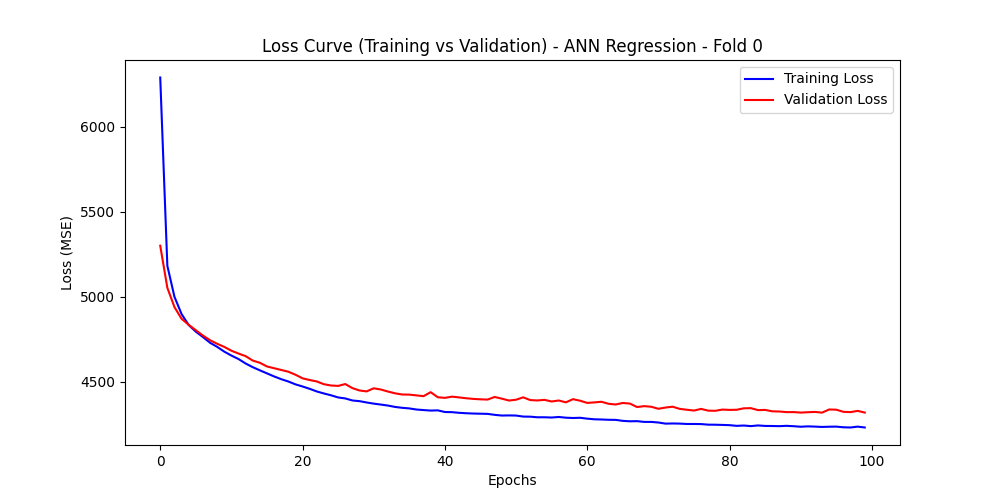 Loss Curve (Training vs Validation) - ANN Regression - Fold 0
Training Loss
Validation Loss
Loss (MSE)
6000
5500
5000
4500
0 20 40 60 80 100
Epochs